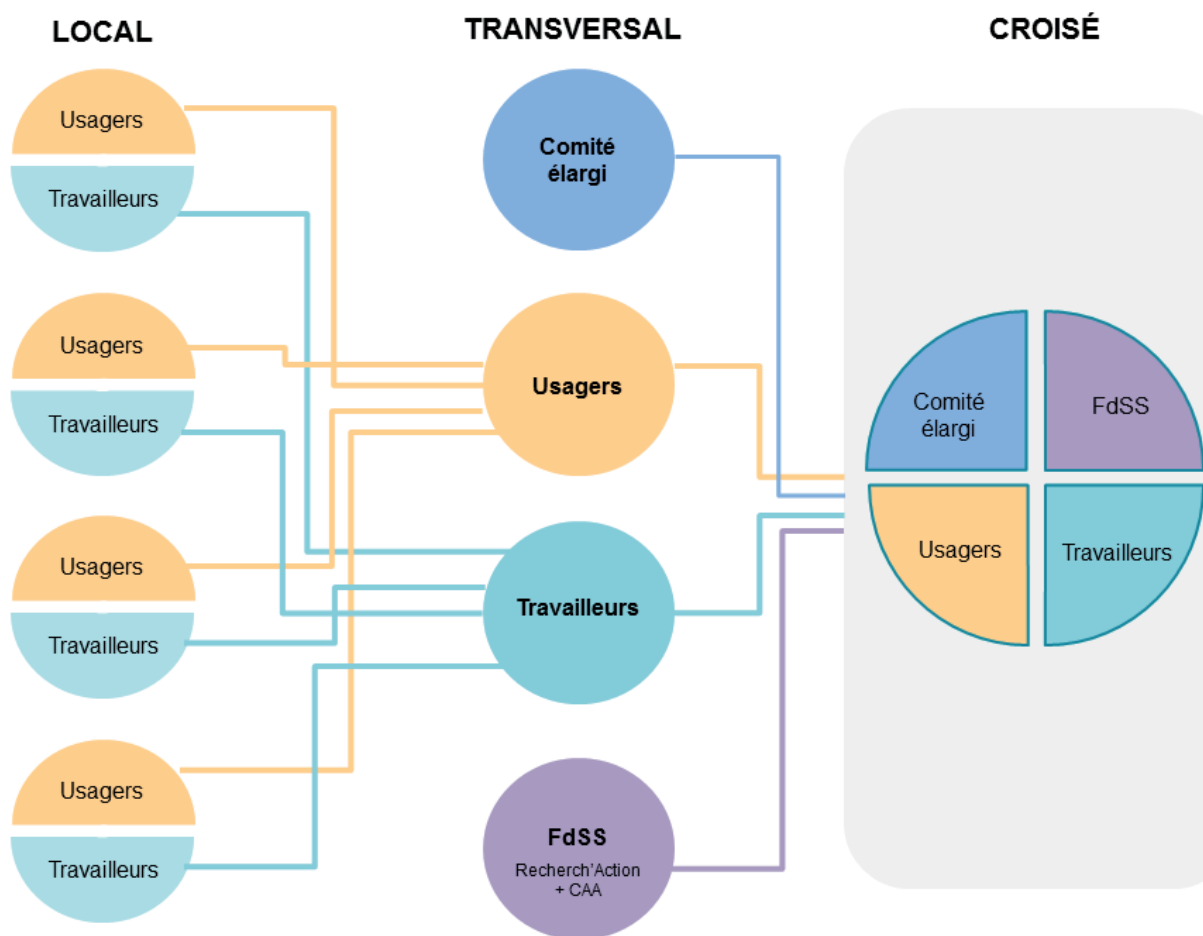 LOCAL
TRANSVERSAL
CROISÉ
Usagers
Travailleurs
Usagers
Travailleurs
Usagers
Travailleurs
Usagers
Travailleurs
Comité
élargi
Usagers
Travailleurs
FdSS
Recherch'Action
+ CAA
Comité
élargi
FdSS
Usagers
Travailleurs